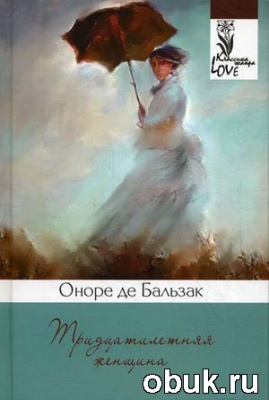 Классика
жанра
LOVE
Оноре де Бальзак
Тридцатилетняя
женщина
obuk.ru